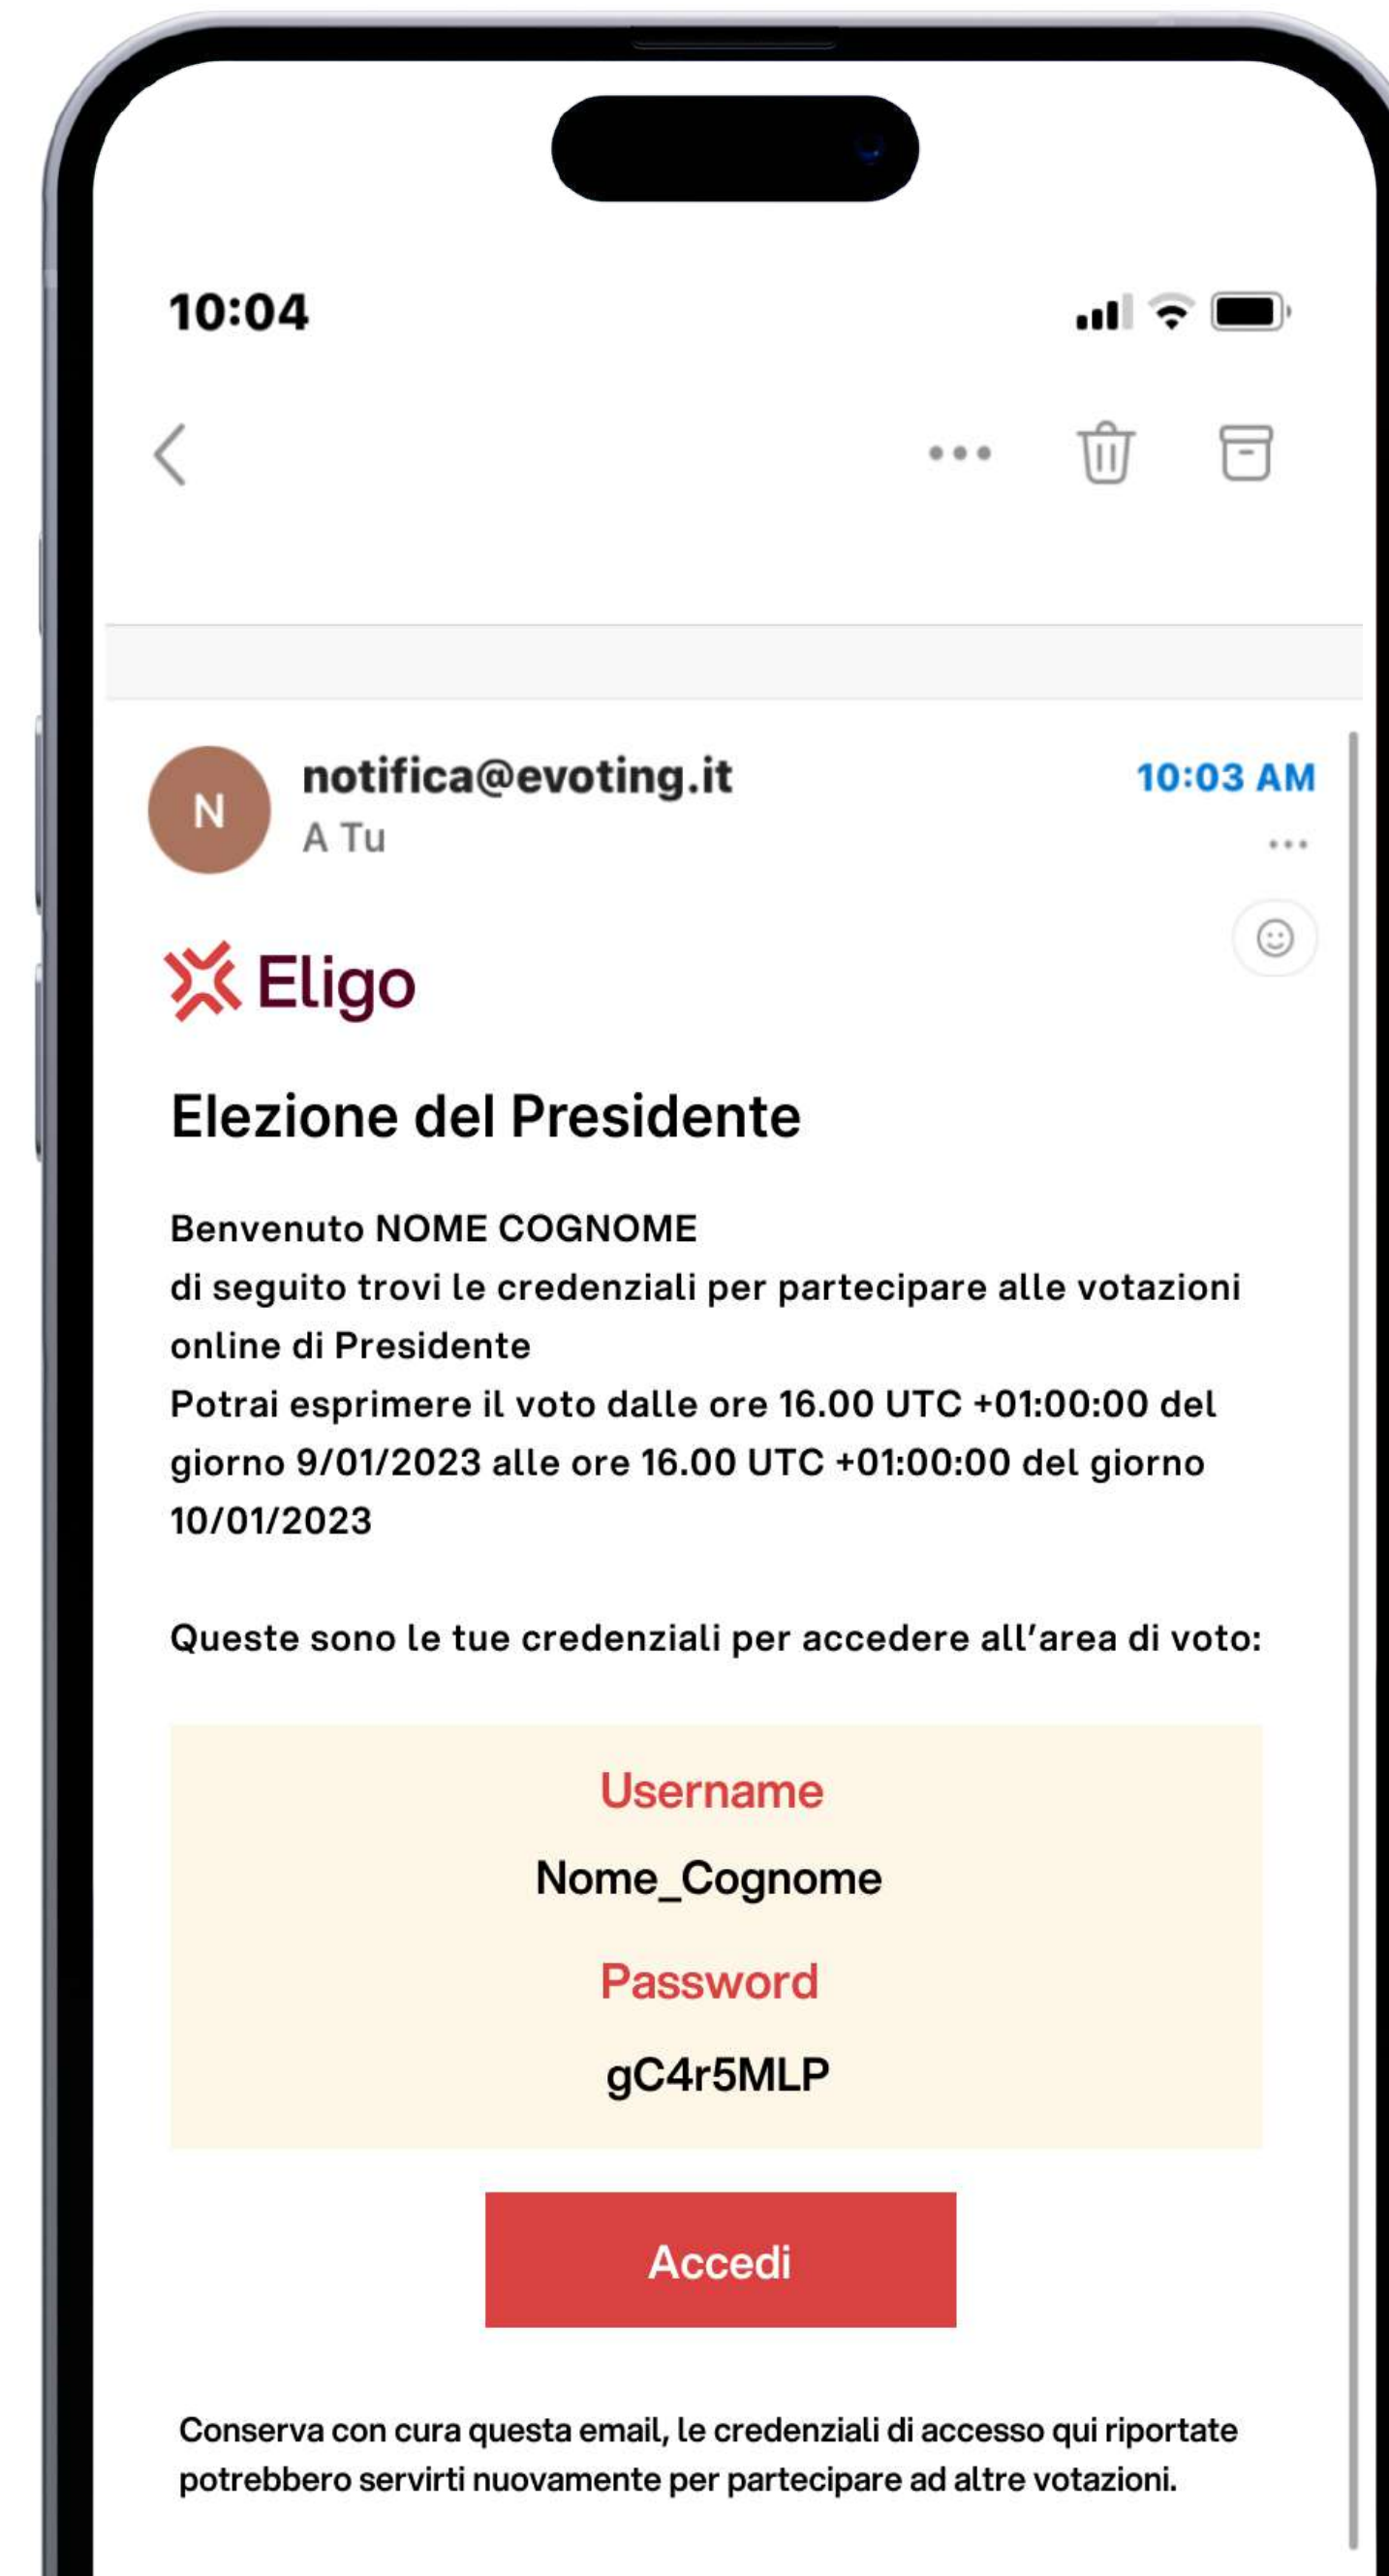 10:04
notifica@evoting.it
10:03 AM
N
A Tu
Eligo
Elezione del Presidente
Benvenuto NOME COGNOME
di seguito trovi le credenziali per partecipare alle votazioni
online di Presidente
Potrai esprimere il voto dalle ore 16.00 UTC +01:00:00 del
giorno 9/01/2023 alle ore 16.00 UTC +01:00:00 del giorno
10/01/2023
Queste sono le tue credenziali per accedere all’area di voto:
Username
Nome_Cognome
Password
gC4r5MLP
Accedi
Conserva con cura questa email, le credenziali di accesso qui riportate
potrebbero servirti nuovamente per partecipare ad altre votazioni.